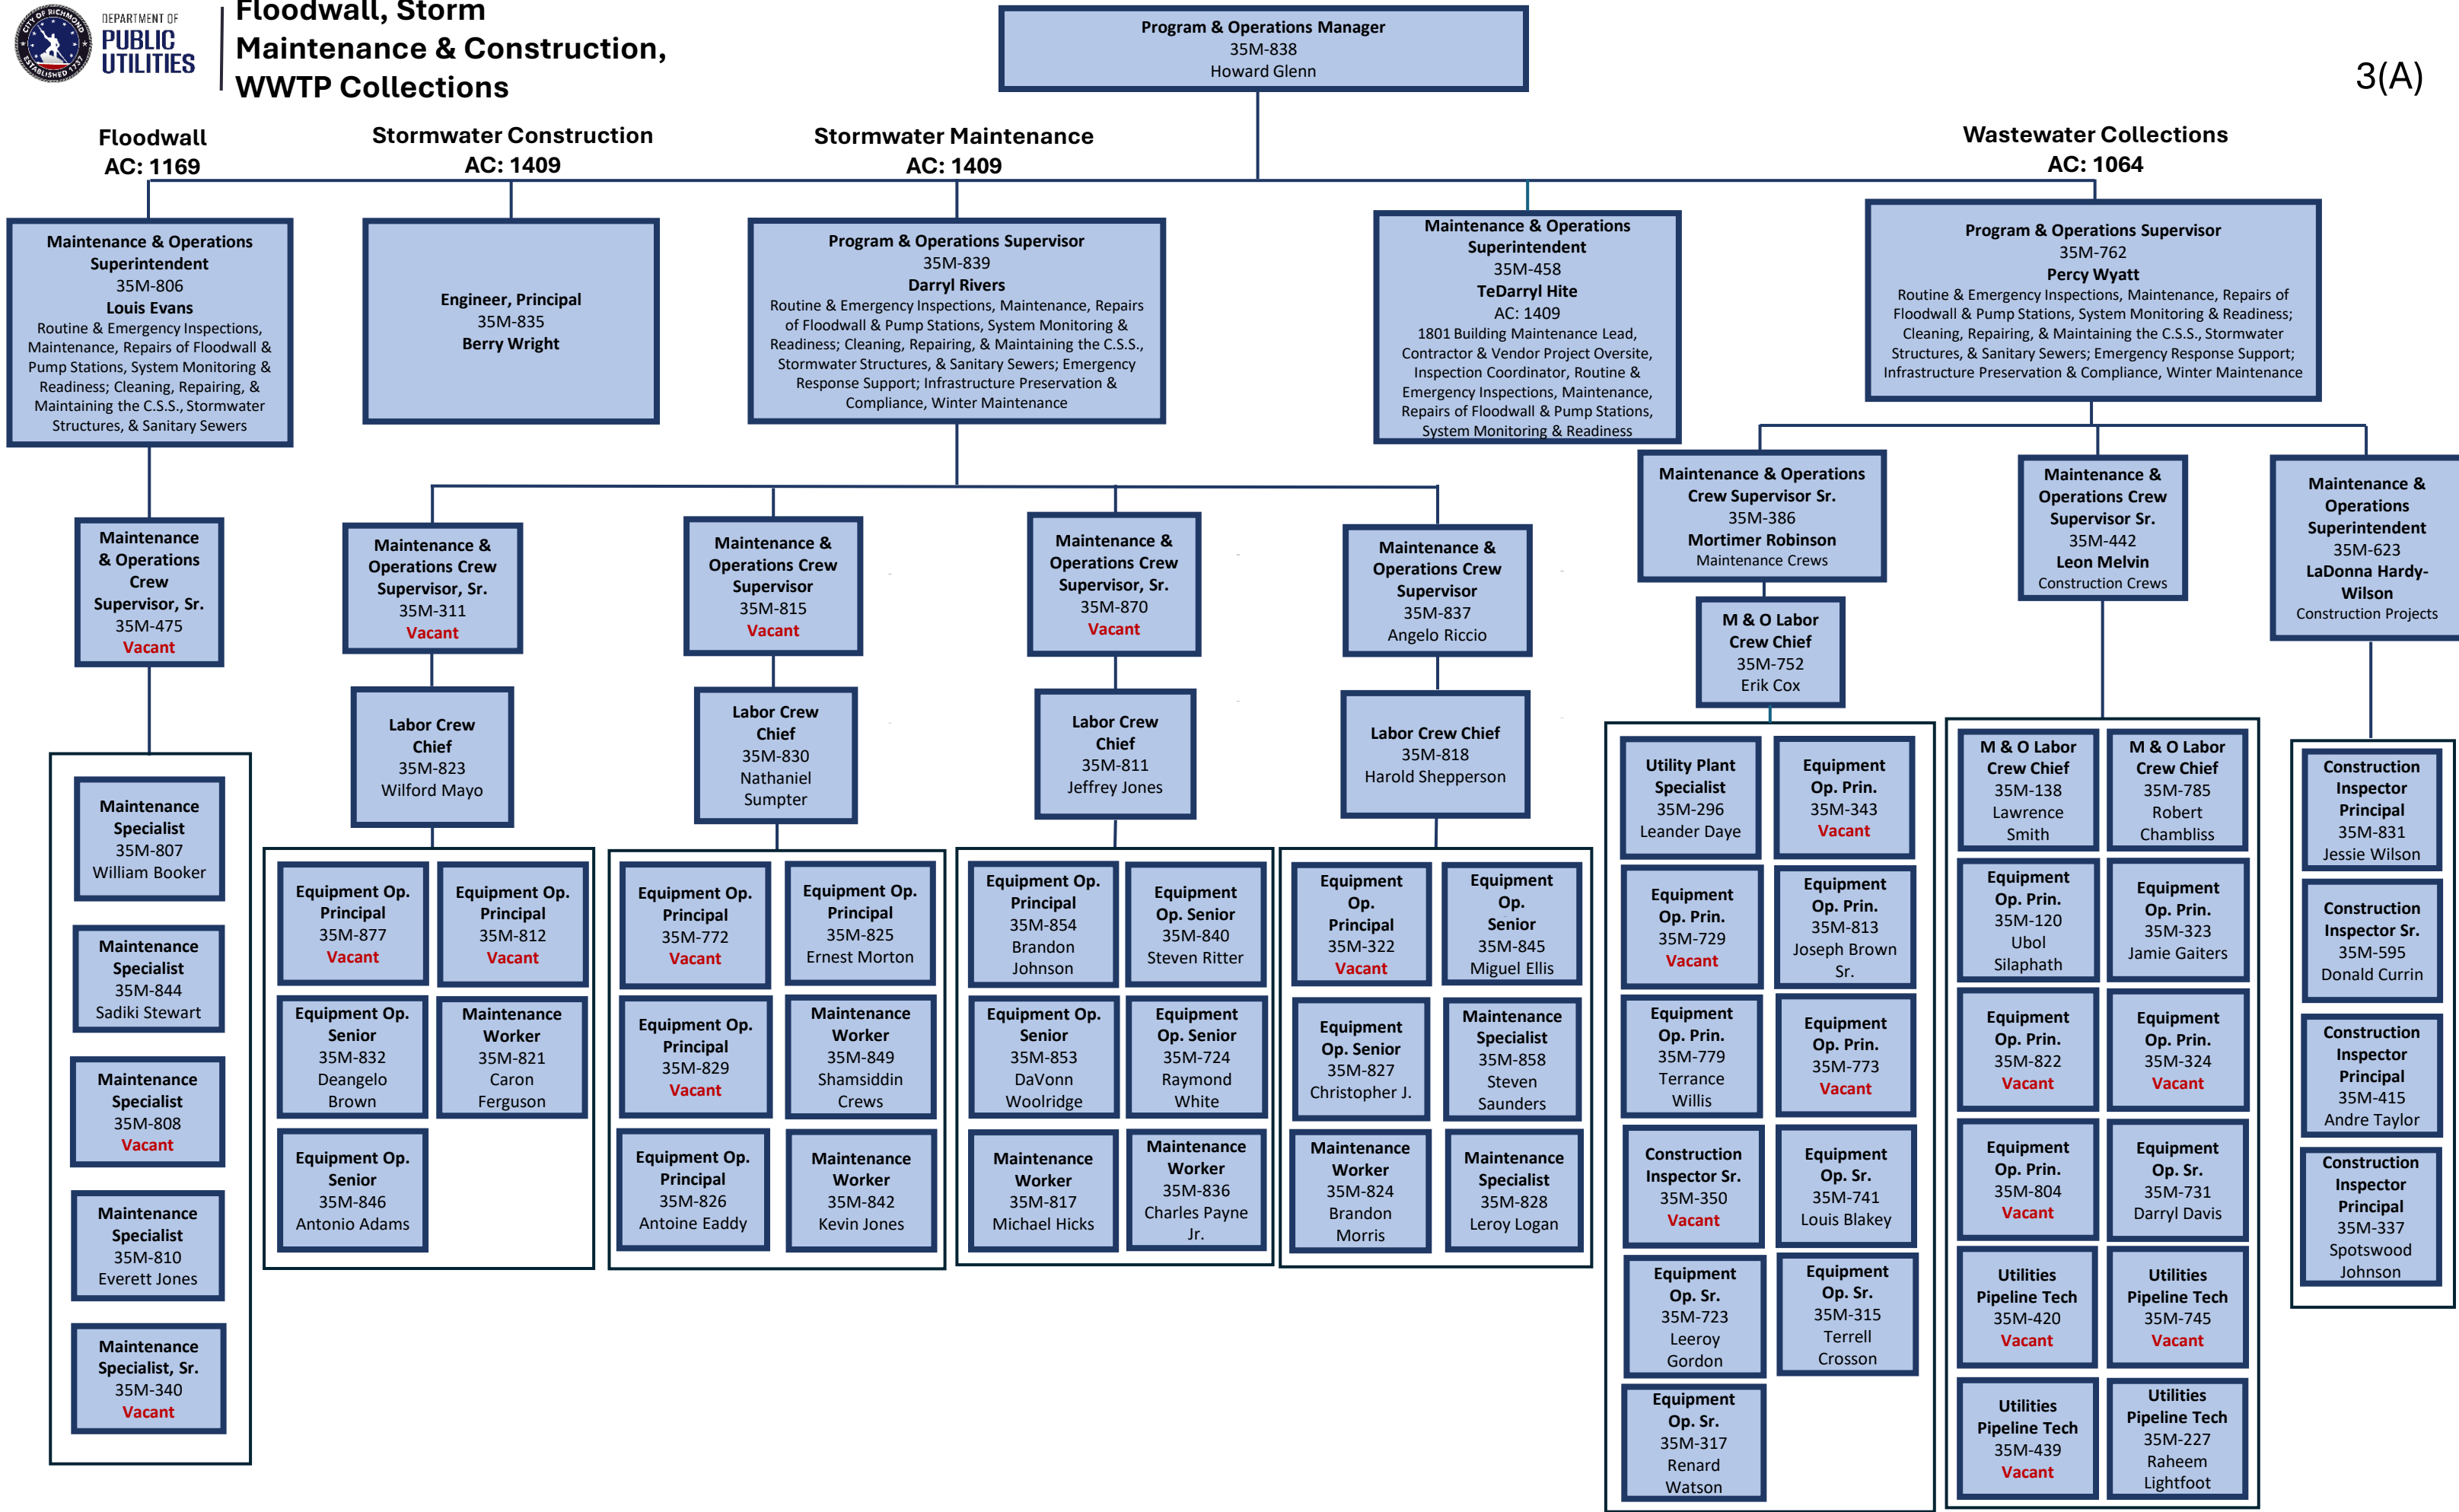 CITY OF RICHMOND
ESTABLISHED 1737
DEPARTMENT OF
PUBLIC
UTILITIES
Floodwall, Storm
Maintenance & Construction,
WWTP Collections
Program & Operations Manager
35M-838
Howard Glenn
3(A)
Floodwall
AC: 1169
Stormwater Construction
AC: 1409
Stormwater Maintenance
AC: 1409
Wastewater Collections
AC: 1064
Maintenance & Operations
Superintendent
35M-806
Louis Evans
Routine & Emergency Inspections,
Maintenance, Repairs of Floodwall &
Pump Stations, System Monitoring &
Readiness; Cleaning, Repairing, &
Maintaining the C.S.S., Stormwater
Structures, & Sanitary Sewers
Engineer, Principal
35M-835
Berry Wright
Program & Operations Supervisor
35M-839
Darryl Rivers
Routine & Emergency Inspections, Maintenance, Repairs
of Floodwall & Pump Stations, System Monitoring &
Readiness; Cleaning, Repairing, & Maintaining the C.S.S.,
Stormwater Structures, & Sanitary Sewers; Emergency
Response Support; Infrastructure Preservation &
Compliance, Winter Maintenance
Maintenance & Operations
Superintendent
35M-458
TeDarryl Hite
AC: 1409
1801 Building Maintenance Lead,
Contractor & Vendor Project Oversite,
Inspection Coordinator, Routine &
Emergency Inspections, Maintenance,
Repairs of Floodwall & Pump Stations,
System Monitoring & Readiness
Program & Operations Supervisor
35M-762
Percy Wyatt
Routine & Emergency Inspections, Maintenance, Repairs of
Floodwall & Pump Stations, System Monitoring & Readiness;
Cleaning, Repairing, & Maintaining the C.S.S., Stormwater
Structures, & Sanitary Sewers; Emergency Response Support;
Infrastructure Preservation & Compliance, Winter Maintenance
Maintenance
& Operations
Crew
Supervisor, Sr.
35M-475
Vacant
Maintenance &
Operations Crew
Supervisor, Sr.
35M-311
Vacant
Maintenance &
Operations Crew
Supervisor
35M-815
Vacant
Maintenance &
Operations Crew
Supervisor, Sr.
35M-870
Vacant
Maintenance &
Operations Crew
Supervisor
35M-837
Angelo Riccio
Maintenance & Operations
Crew Supervisor Sr.
35M-386
Mortimer Robinson
Maintenance Crews
Maintenance &
Operations Crew
Supervisor Sr.
35M-442
Leon Melvin
Construction Crews
Maintenance &
Operations
Superintendent
35M-623
LaDonna Hardy-
Wilson
Construction Projects
M & O Labor
Crew Chief
35M-752
Erik Cox
Labor Crew
Chief
35M-823
Wilford Mayo
Labor Crew
Chief
35M-830
Nathaniel
Sumpter
Labor Crew
Chief
35M-811
Jeffrey Jones
Labor Crew Chief
35M-818
Harold Shepperson
Maintenance
Specialist
35M-807
William Booker
Maintenance
Specialist
35M-844
Sadiki Stewart
Maintenance
Specialist
35M-808
Vacant
Maintenance
Specialist
35M-810
Everett Jones
Maintenance
Specialist, Sr.
35M-340
Vacant
Equipment Op.
Principal
35M-877
Vacant
Equipment Op.
Principal
35M-812
Vacant
Equipment Op.
Senior
35M-832
Deangelo
Brown
Maintenance
Worker
35M-821
Caron
Ferguson
Equipment Op.
Senior
35M-846
Antonio Adams
Equipment Op.
Principal
35M-772
Vacant
Equipment Op.
Principal
35M-825
Ernest Morton
Equipment Op.
Principal
35M-829
Vacant
Maintenance
Worker
35M-849
Shamsiddin
Crews
Equipment Op.
Principal
35M-826
Antoine Eaddy
Maintenance
Worker
35M-842
Kevin Jones
Equipment Op.
Principal
35M-854
Brandon
Johnson
Equipment
Op. Senior
35M-840
Steven Ritter
Equipment Op.
Senior
35M-853
DaVonn
Woolridge
Equipment
Op. Senior
35M-724
Raymond
White
Maintenance
Worker
35M-817
Michael Hicks
Maintenance
Worker
35M-836
Charles Payne
Jr.
Equipment
Op.
Principal
35M-322
Vacant
Equipment
Op.
Senior
35M-845
Miguel Ellis
Equipment
Op. Senior
35M-827
Christopher J.
Maintenance
Specialist
35M-858
Steven
Saunders
Maintenance
Worker
35M-824
Brandon
Morris
Maintenance
Specialist
35M-828
Leroy Logan
Utility Plant
Specialist
35M-296
Leander Daye
Equipment
Op. Prin.
35M-343
Vacant
Equipment
Op. Prin.
35M-729
Vacant
Equipment
Op. Prin.
35M-813
Joseph Brown
Sr.
Equipment
Op. Prin.
35M-779
Terrance
Willis
Equipment
Op. Prin.
35M-773
Vacant
Construction
Inspector Sr.
35M-350
Vacant
Equipment
Op. Sr.
35M-741
Louis Blakey
Equipment
Op. Sr.
35M-723
Leeroy
Gordon
Equipment
Op. Sr.
35M-315
Terrell
Crosson
Equipment
Op. Sr.
35M-317
Renard
Watson
M & O Labor
Crew Chief
35M-138
Lawrence
Smith
M & O Labor
Crew Chief
35M-785
Robert
Chambliss
Equipment
Op. Prin.
35M-120
Ubol
Silaphath
Equipment
Op. Prin.
35M-323
Jamie Gaiters
Equipment
Op. Prin.
35M-822
Vacant
Equipment
Op. Prin.
35M-324
Vacant
Equipment
Op. Prin.
35M-804
Vacant
Equipment
Op. Sr.
35M-731
Darryl Davis
Utilities
Pipeline Tech
35M-420
Vacant
Utilities
Pipeline Tech
35M-745
Vacant
Utilities
Pipeline Tech
35M-439
Vacant
Utilities
Pipeline Tech
35M-227
Raheem
Lightfoot
Construction
Inspector
Principal
35M-831
Jessie Wilson
Construction
Inspector Sr.
35M-595
Donald Currin
Construction
Inspector
Principal
35M-415
Andre Taylor
Construction
Inspector
Principal
35M-337
Spotswood
Johnson